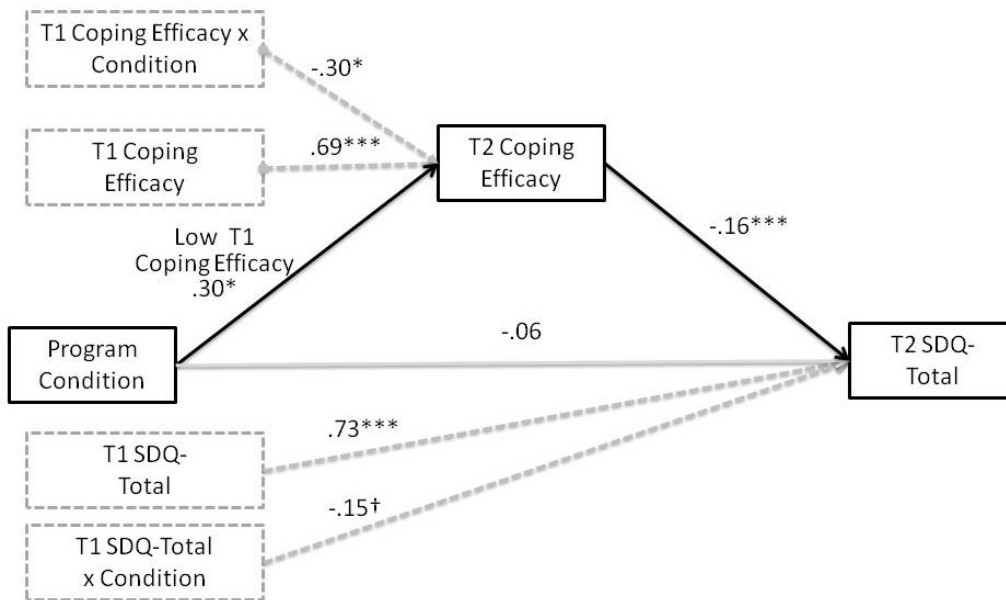 T1 Coping Efficacy x
Condition
-.30*
T1 Coping
Efficacy
.69***
T2 Coping
Efficacy
Low T1
Coping Efficacy
.30*
-.16***
Program
Condition
-.06
T2 SDQ-
Total
T1 SDQ-
Total
.73***
T1 SDQ-Total
x Condition
-.15†